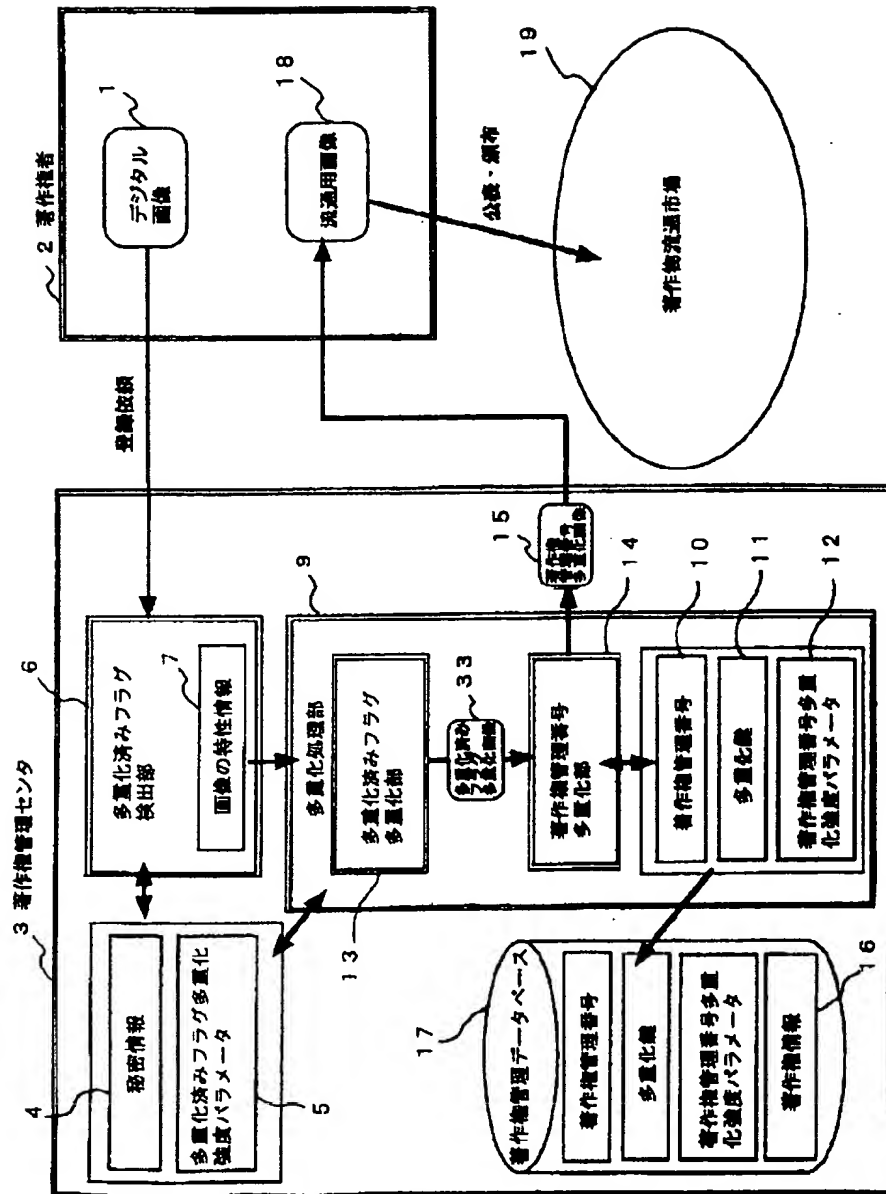 3 著作権管理センタ
4
秘密情報
多重化済みフラグ多重化
強度パラメータ
5
6
多重化済みフラグ
検出部
7
画像の特性情報
登録依頼
2 著作権者
1
デジタル
画像
18
流通用画像
公表・頒布
19
著作物流通市場
9
多重化処理部
多重化済みフラグ
多重化部
13
33
多重化済み
フラグ
多重化画像
著作権管理番号
多重化部
14
15
著作権
管理番号
多重化画像
10
著作権管理番号
11
多重化鍵
12
著作権管理番号多重
化強度パラメータ
17
著作権管理データベース
著作権管理番号
多重化鍵
著作権管理番号多重
化強度パラメータ
著作権情報
16